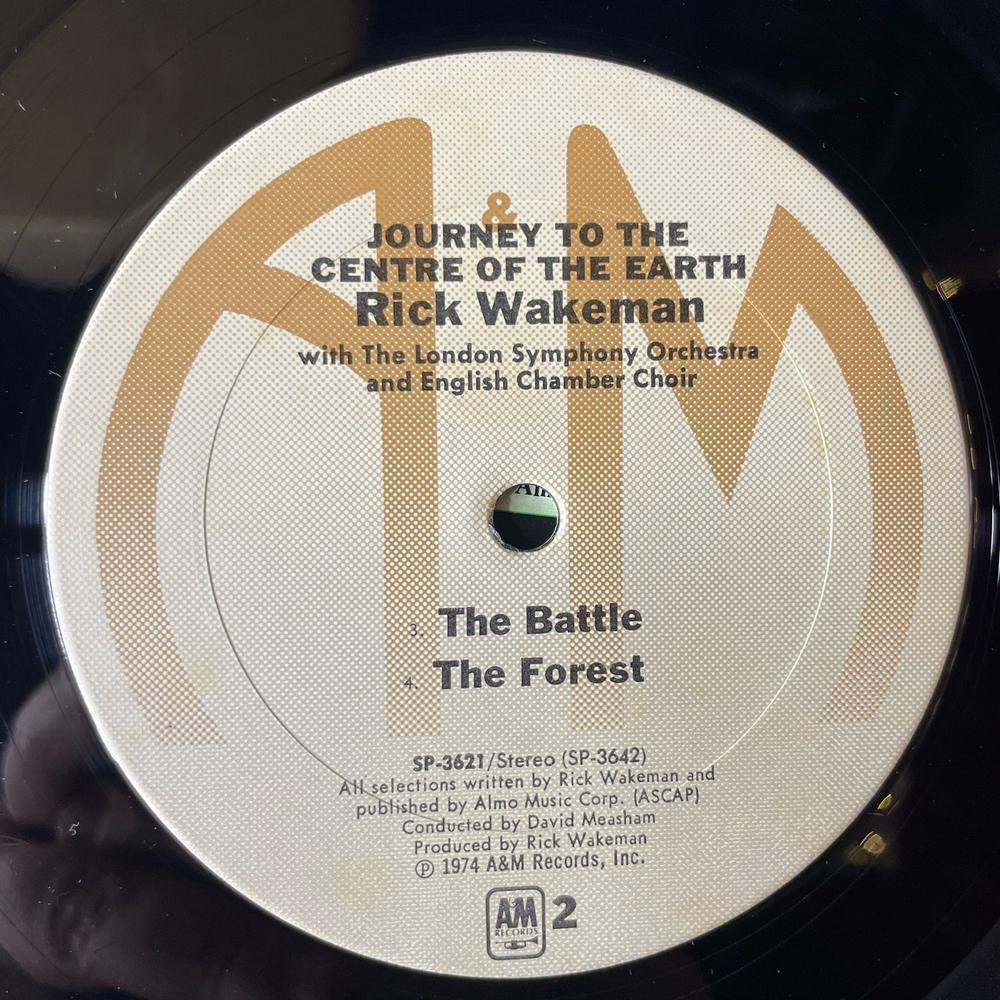 &
JOURNEY TO THE
CENTRE OF THE EARTH
Rick Wakeman
with The London Symphony Orchestra
and English Chamber Choir
3. The Battle
4. The Forest
SP-3621/Stereo (SP-3642)
All selections written by Rick Wakeman and
published by Almo Music Corp. (ASCAP)
Conducted by David Measham
Produced by Rick Wakeman
℗ 1974 A&M Records, Inc.
A&M RECORDS 2